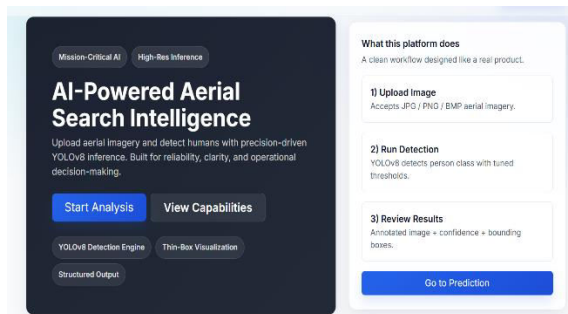 Mission-Critical AI
High-Res Inference
AI-Powered Aerial
Search Intelligence
Upload aerial imagery and detect humans with precision-driven
YOLOv8 inference. Built for reliability, clarity, and operational
decision-making.
Start Analysis
View Capabilities
YOLOv8 Detection Engine
Thin-Box Visualization
Structured Output
What this platform does
A clean workflow designed like a real product.
1) Upload Image
Accepts JPG / PNG / BMP aerial imagery.
2) Run Detection
YOLOv8 detects person class with tuned
thresholds.
3) Review Results
Annotated image + confidence + bounding
boxes.
Go to Prediction